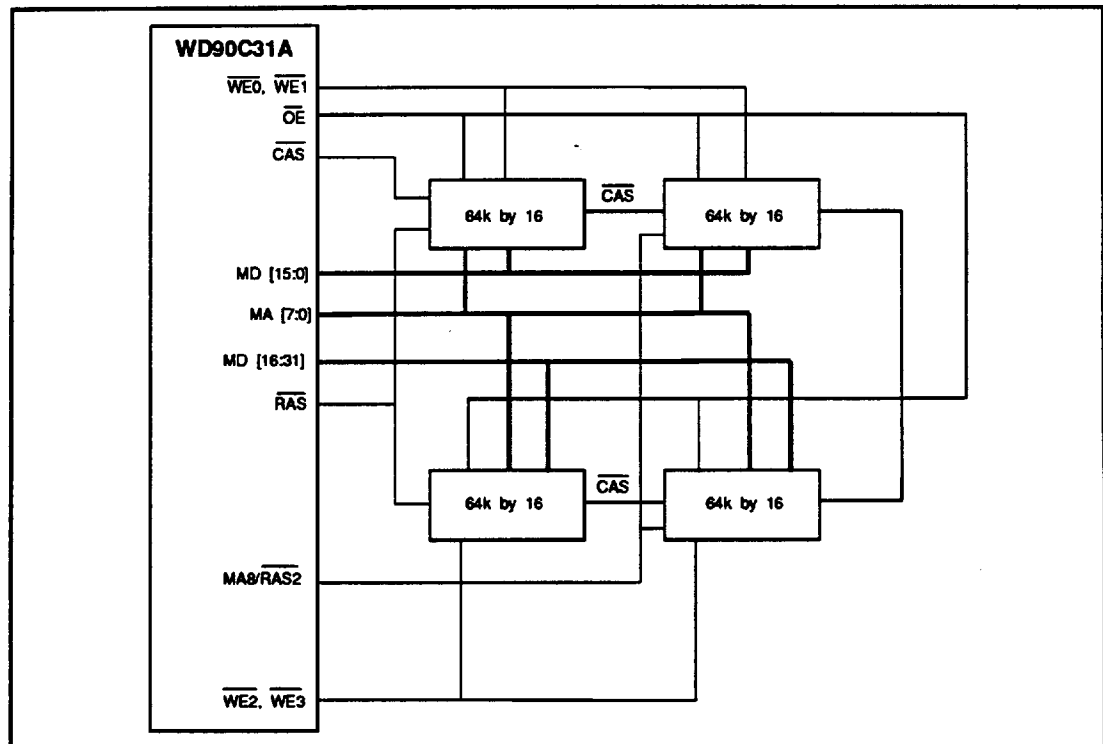 WD90C31A
WE0, WE1
OE
CAS
CAS
64k by 16
64k by 16
MD [15:0]
MA [7:0]
MD [16:31]
RAS
CAS
64k by 16
64k by 16
MA8/RAS2
WE2, WE3